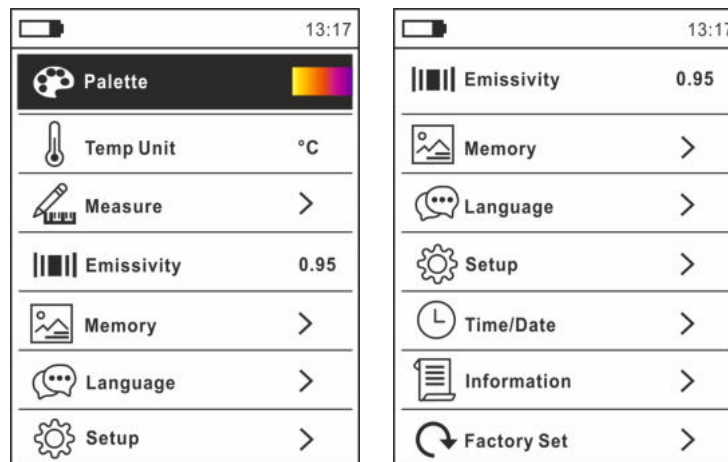 13:17
Palette
Temp Unit °C
Measure >
Emissivity 0.95
Memory >
Language >
Setup >
13:17
Emissivity 0.95
Memory >
Language >
Setup >
Time/Date >
Information >
Factory Set >